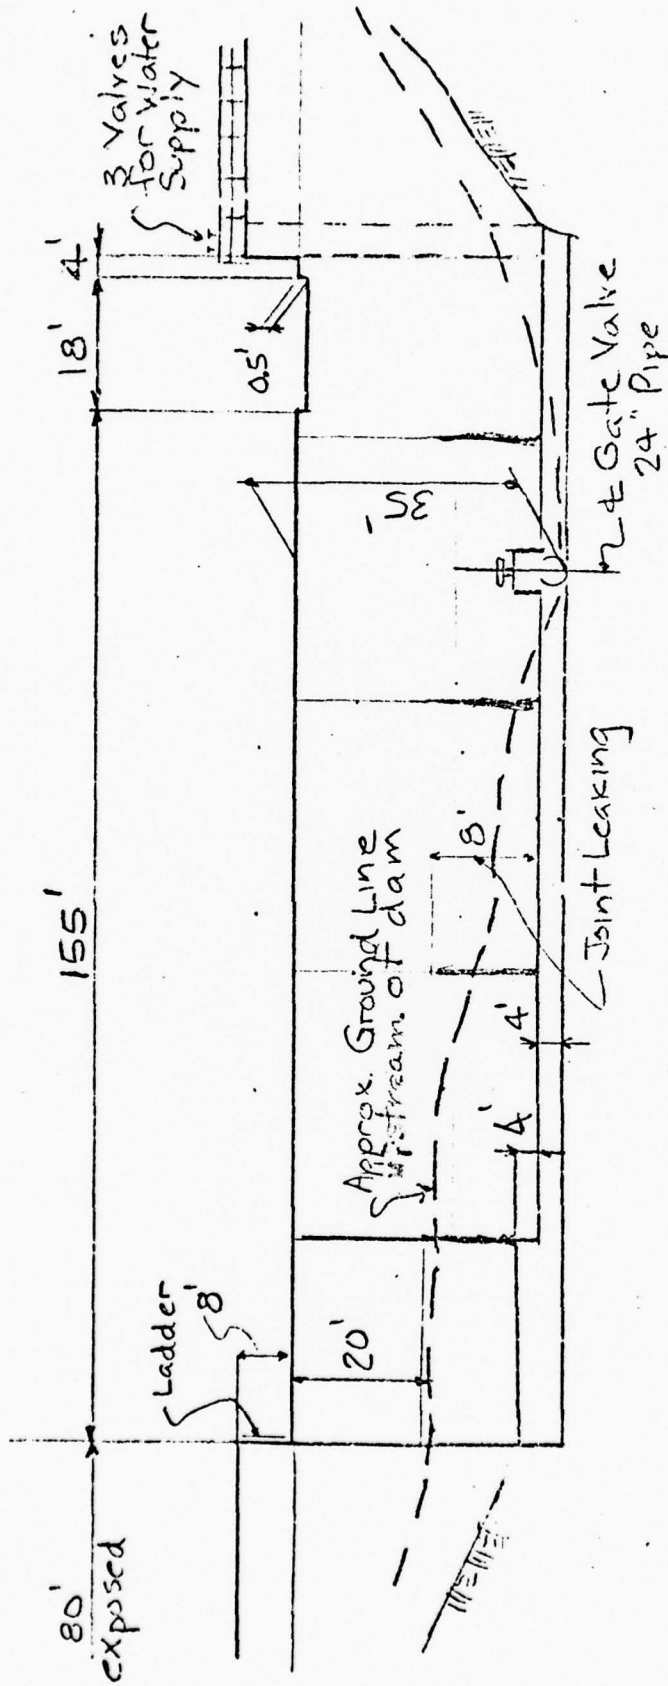 80'
exposed
155'
18'
4'
3 Valves
for Water
Supply
Ladder
8'
0.5'
20'
35'
Approx. Ground Line
Upstream of dam
8'
4'
4'
Joint Leaking
℄ Gate Valve
24" Pipe